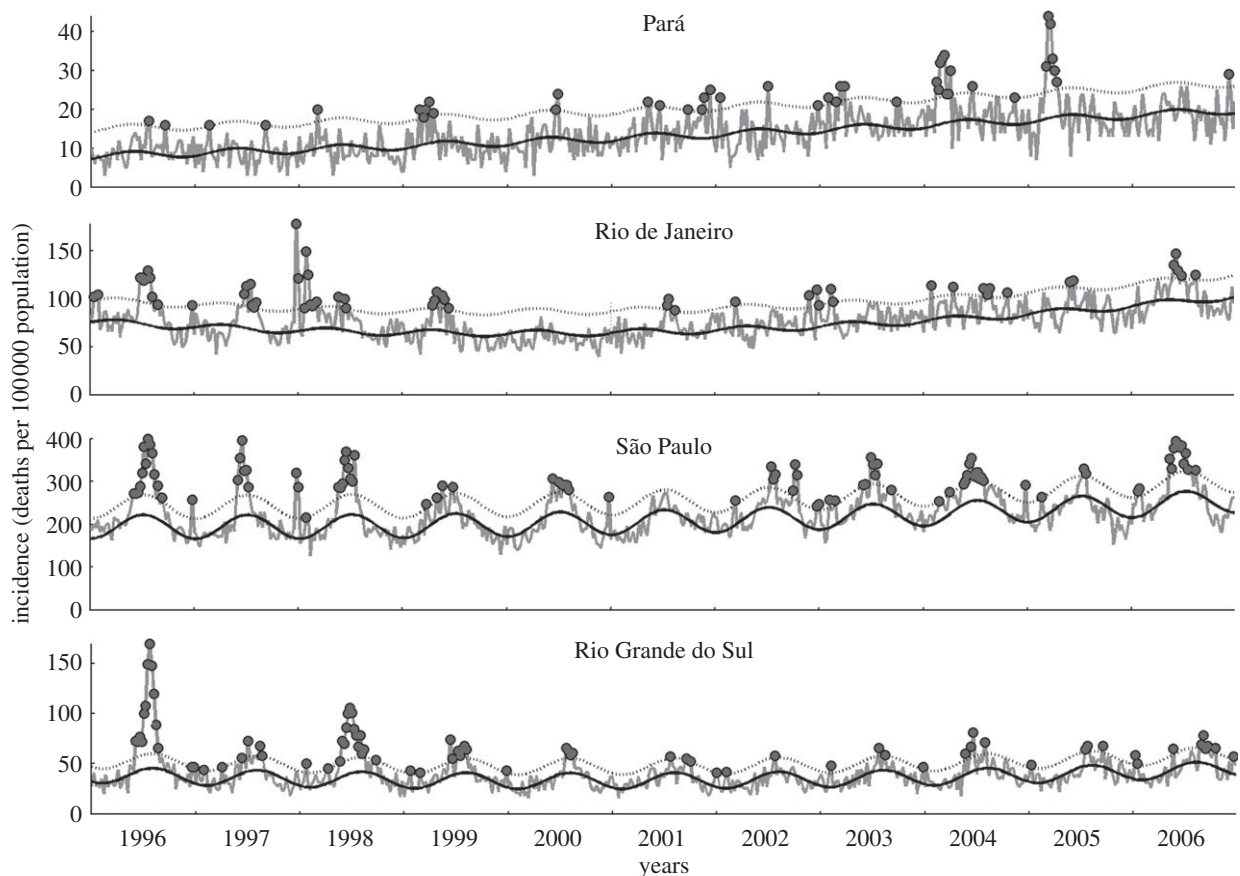 Pará
40
30
20
10
0
Rio de Janeiro
150
100
50
0
incidence (deaths per 100000 population)
São Paulo
400
300
200
100
0
Rio Grande do Sul
150
100
50
0
1996 1997 1998 1999 2000 2001 2002 2003 2004 2005 2006
years